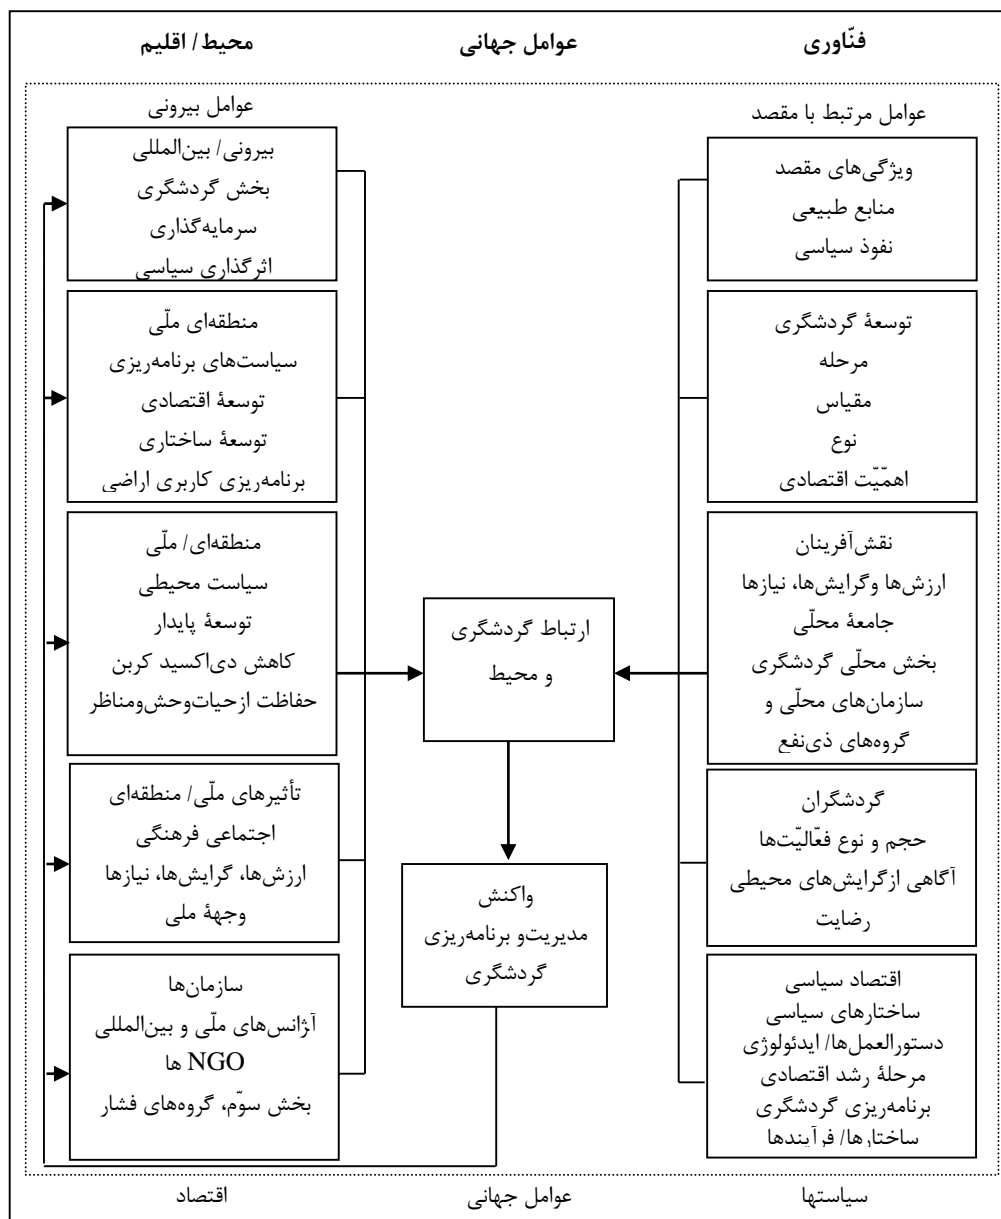 فنّاوری
عوامل جهانی
محیط/ اقلیم
عوامل مرتبط با مقصد
ویژگی‌های مقصد
منابع طبیعی
نفوذ سیاسی
توسعۀ گردشگری
مرحله
مقیاس
نوع
اهمّیّت اقتصادی
نقش‌آفرینان
ارزش‌ها وگرایش‌ها، نیازها
جامعۀ محلّی
بخش محلّی گردشگری
سازمان‌های محلّی و
گروه‌های ذی‌نفع
گردشگران
حجم و نوع فعّالیّت‌ها
آگاهی ازگرایش‌های محیطی
رضایت
اقتصاد سیاسی
ساختارهای سیاسی
دستورالعمل‌ها/ ایدئولوژی
مرحلۀ رشد اقتصادی
برنامه‌ریزی گردشگری
ساختارها/ فرآیندها
ارتباط گردشگری
و محیط
واکنش
مدیریت‌و برنامه‌ریزی
گردشگری
عوامل بیرونی
بیرونی/ بین‌المللی
بخش گردشگری
سرمایه‌گذاری
اثرگذاری سیاسی
منطقه‌ای ملّی
سیاست‌های برنامه‌ریزی
توسعۀ اقتصادی
توسعۀ ساختاری
برنامه‌ریزی کاربری اراضی
منطقه‌ای/ ملّی
سیاست محیطی
توسعۀ پایدار
کاهش دی‌اکسید کربن
حفاظت ازحیات‌وحش‌ومناظر
تأثیرهای ملّی/ منطقه‌ای
اجتماعی فرهنگی
ارزش‌ها، گرایش‌ها، نیازها
وجهۀ ملی
سازمان‌ها
آژانس‌های ملّی و بین‌المللی
NGO ها
بخش سوّم، گروه‌های فشار
سیاستها
عوامل جهانی
اقتصاد